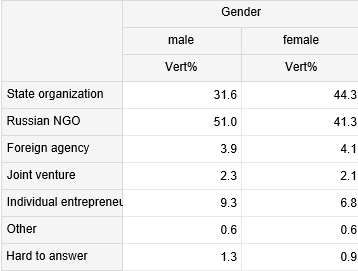 Gender
male female
Vert% Vert%
State organization 31.6 44.3
Russian NGO 51.0 41.3
Foreign agency 3.9 4.1
Joint venture 2.3 2.1
Individual entrepreneu 9.3 6.8
Other 0.6 0.6
Hard to answer 1.3 0.9